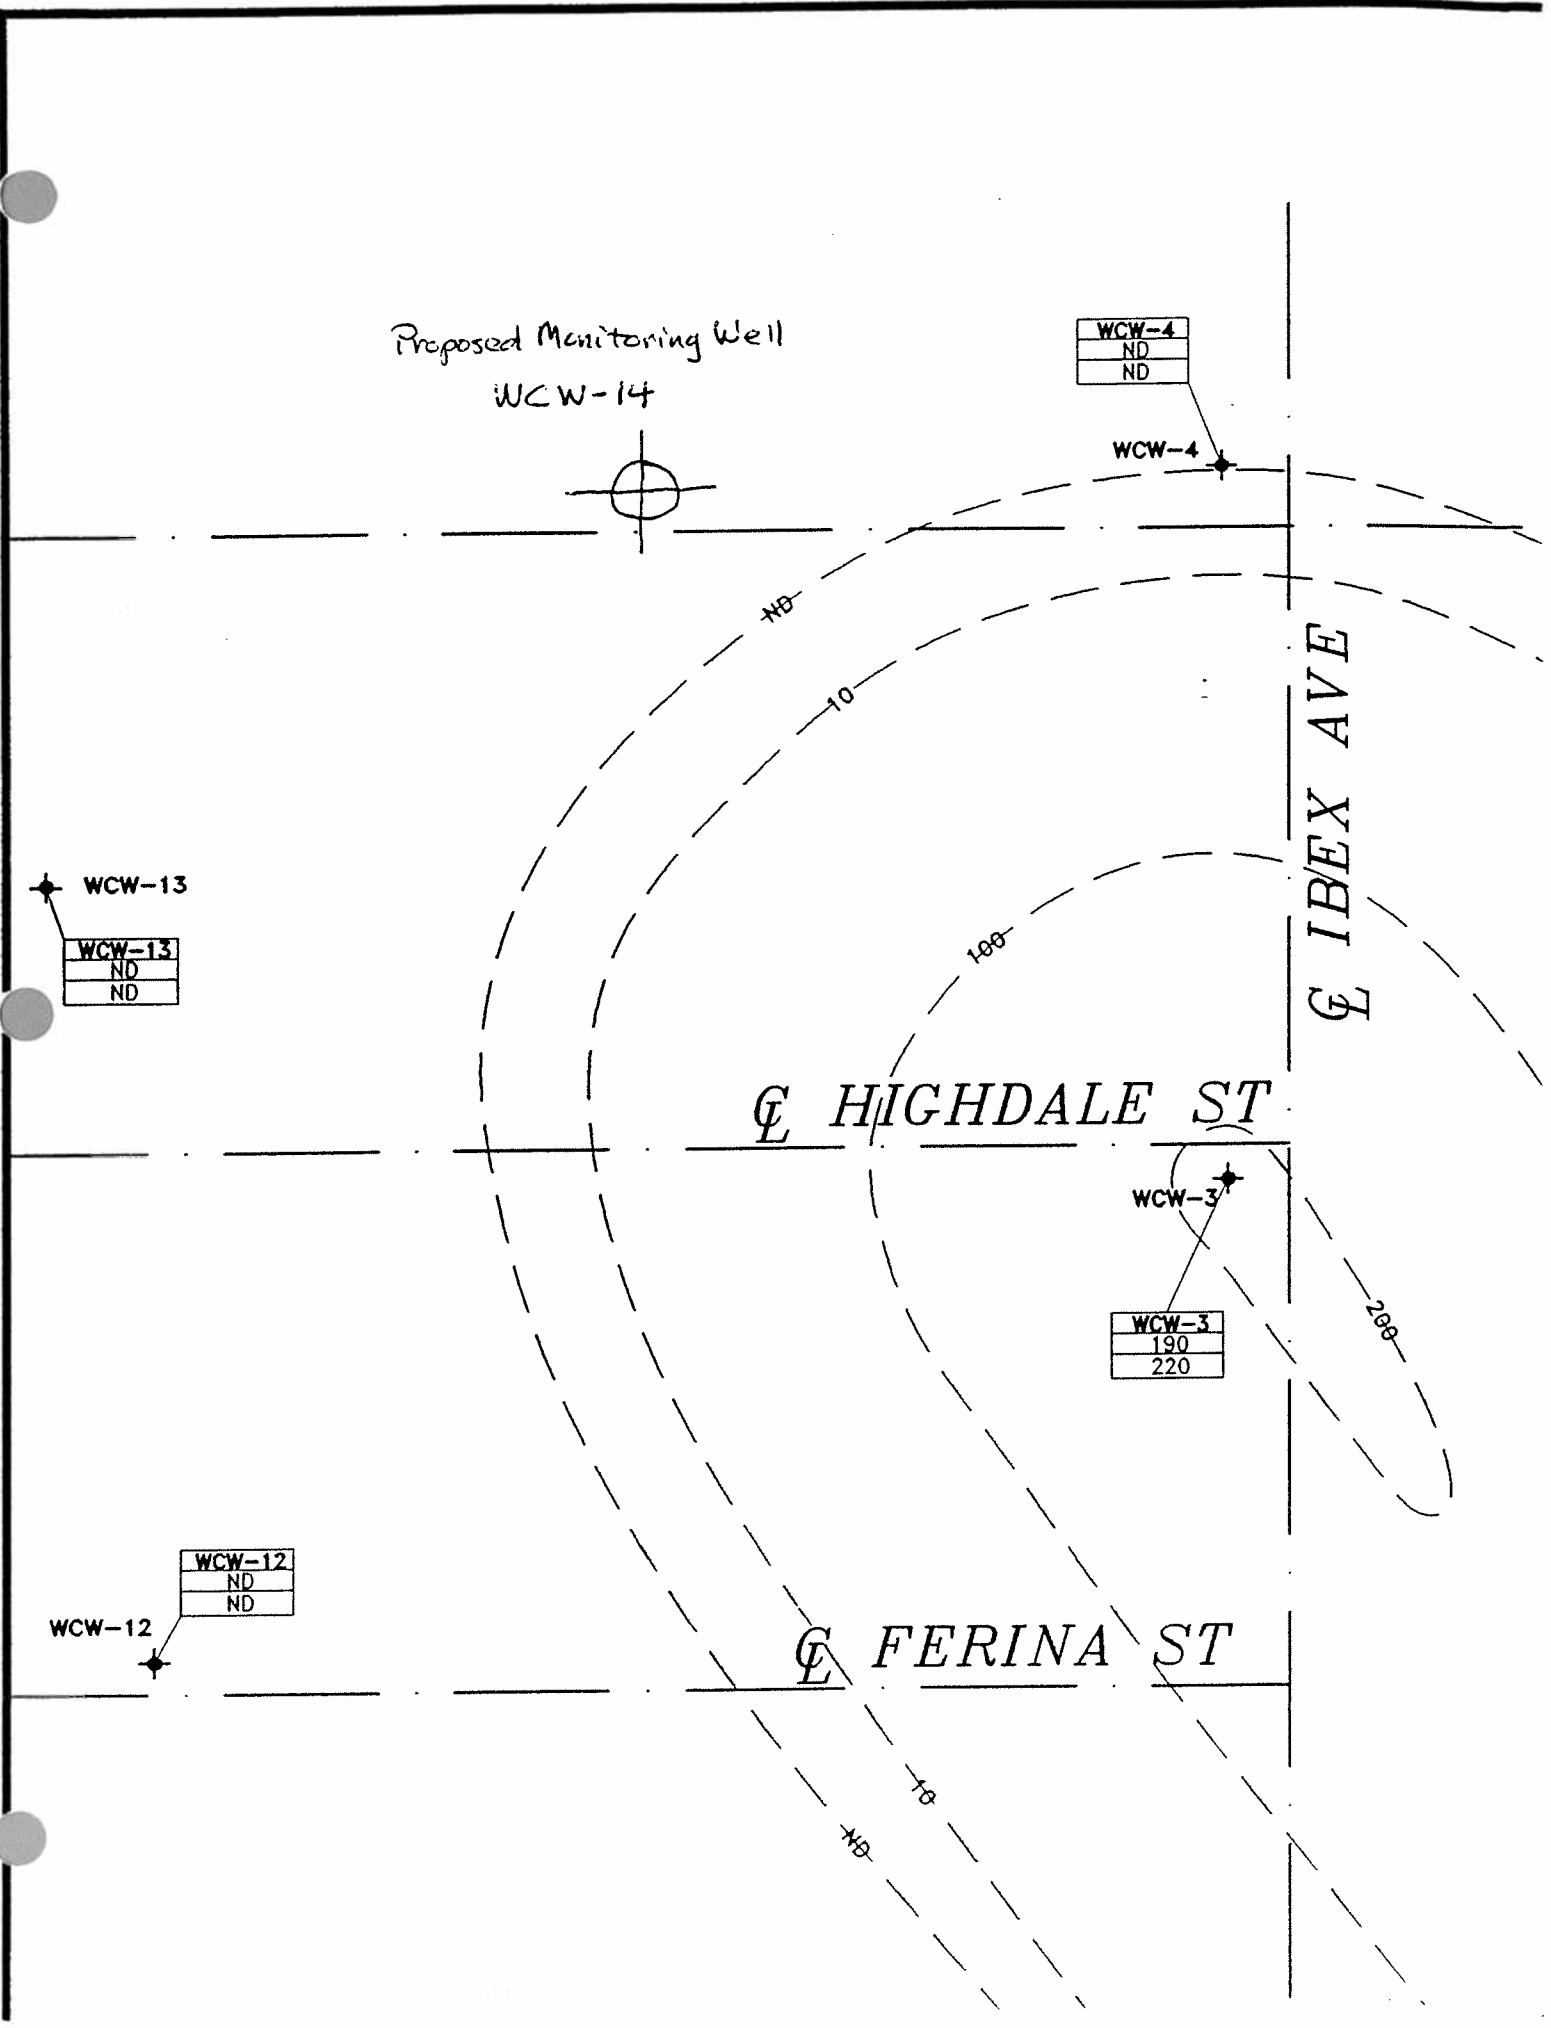 Proposed Monitoring Well
WCW-14
WCW-4
ND
ND
WCW-4
ND
10
℄ IBEX AVE
WCW-13
WCW-13
ND
ND
100
℄ HIGHDALE ST
WCW-3
200
WCW-3
190
220
WCW-12
ND
ND
WCW-12
℄ FERINA ST
10
ND